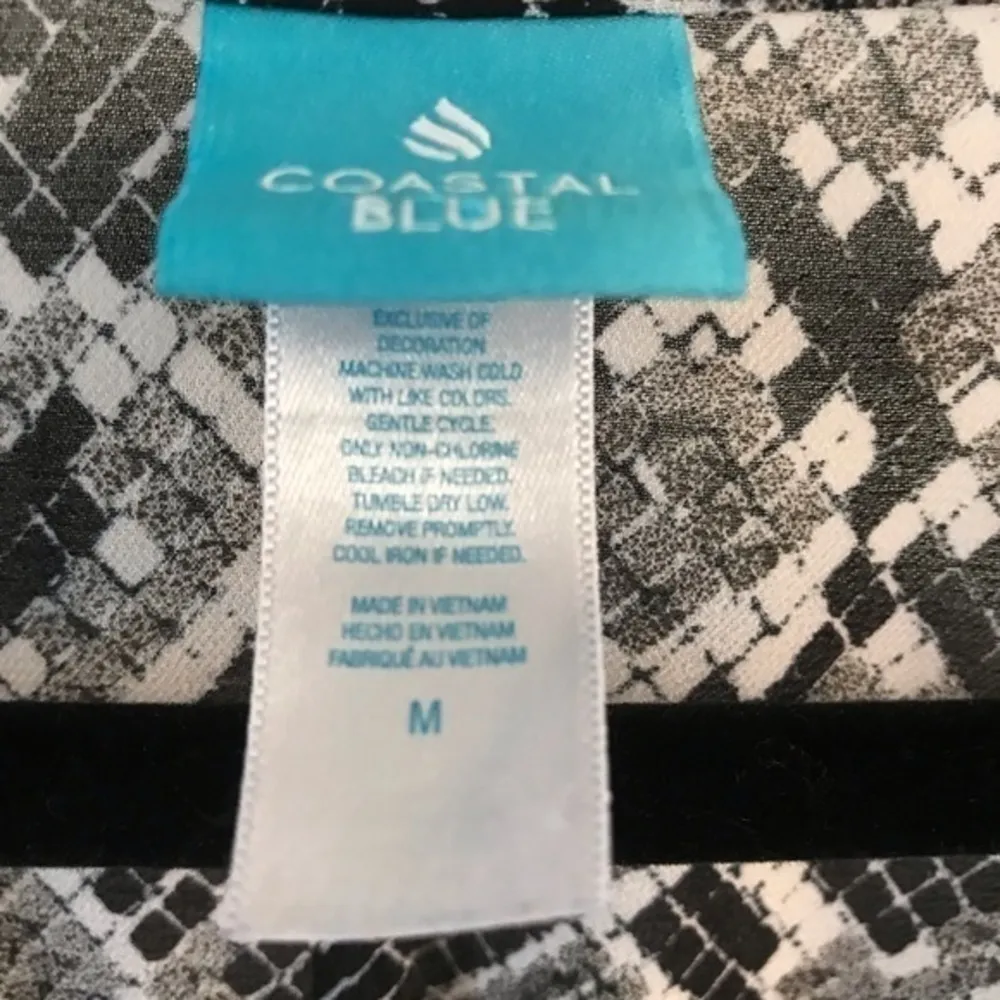 COASTAL
BLUE
EXCLUSIVE OF
DECORATION
MACHINE WASH COLD
WITH LIKE COLORS.
GENTLE CYCLE.
ONLY NON-CHLORINE
BLEACH IF NEEDED.
TUMBLE DRY LOW.
REMOVE PROMPTLY.
COOL IRON IF NEEDED.
MADE IN VIETNAM
HECHO EN VIETNAM
FABRIQUÉ AU VIETNAM
M